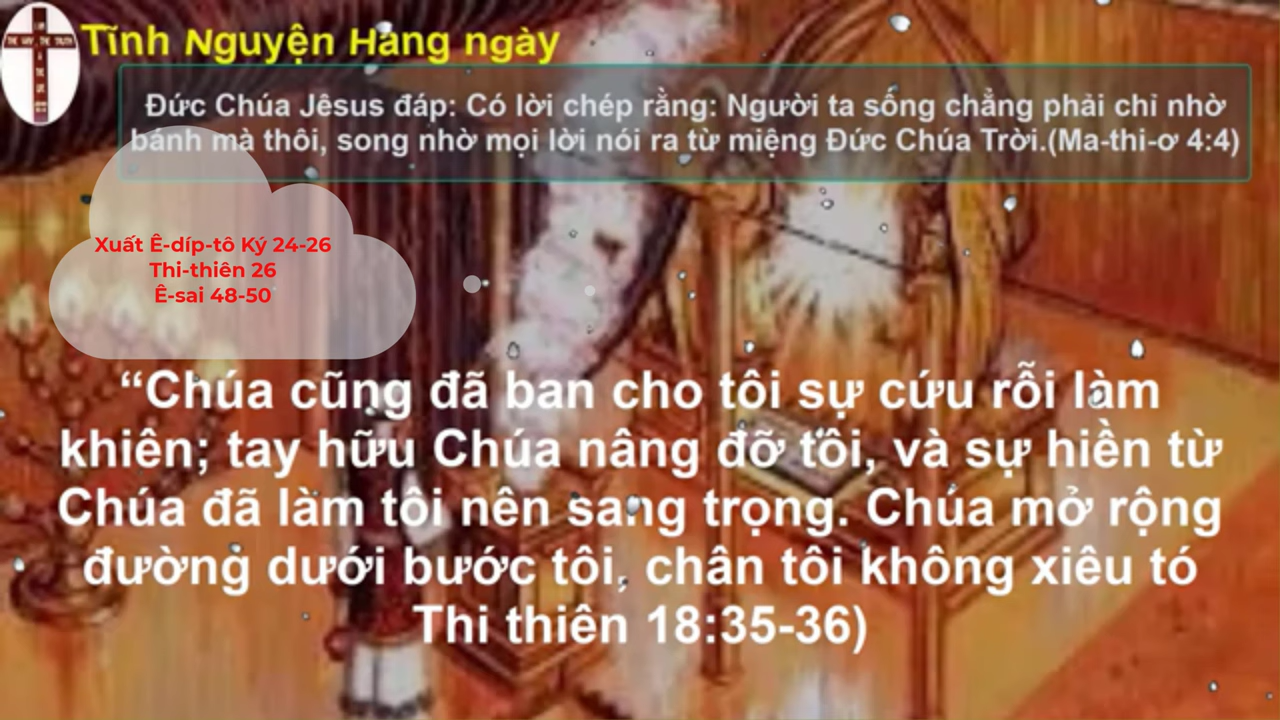 Tĩnh Nguyện Hàng ngày
Đức Chúa Jêsus đáp: Có lời chép rằng: Người ta sống chẳng phải chỉ nhờ
bánh mà thôi, song nhờ mọi lời nói ra từ miệng Đức Chúa Trời.(Ma-thi-ơ 4:4)
Xuất Ê-díp-tô Ký 24-26
Thi-thiên 26
Ê-sai 48-50
“Chúa cũng đã ban cho tôi sự cứu rỗi làm
khiên; tay hữu Chúa nâng đỡ tôi, và sự hiền từ
Chúa đã làm tôi nên sang trọng. Chúa mở rộng
đường dưới bước tôi, chân tôi không xiêu tó
Thi thiên 18:35-36)